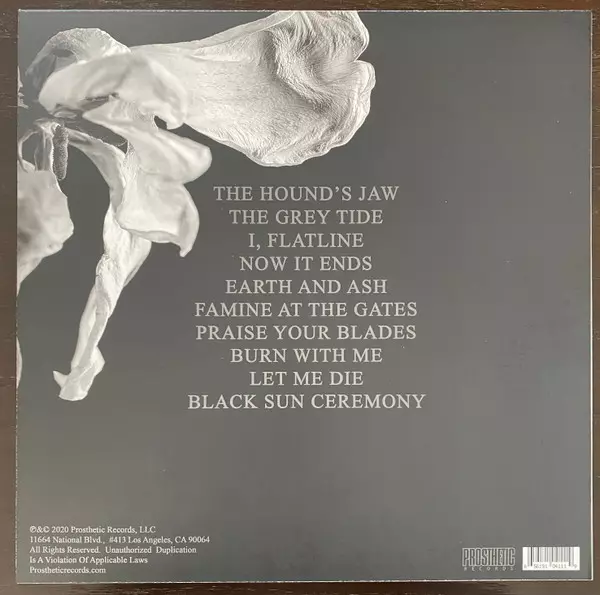 THE HOUND'S JAW
THE GREY TIDE
I, FLATLINE
NOW IT ENDS
EARTH AND ASH
FAMINE AT THE GATES
PRAISE YOUR BLADES
BURN WITH ME
LET ME DIE
BLACK SUN CEREMONY
℗&© 2020 Prosthetic Records, LLC
11664 National Blvd., #413 Los Angeles, CA 90064
All Rights Reserved. Unauthorized Duplication
Is A Violation Of Applicable Laws
Prostheticrecords.com
PROSTHETIC
RECORDS